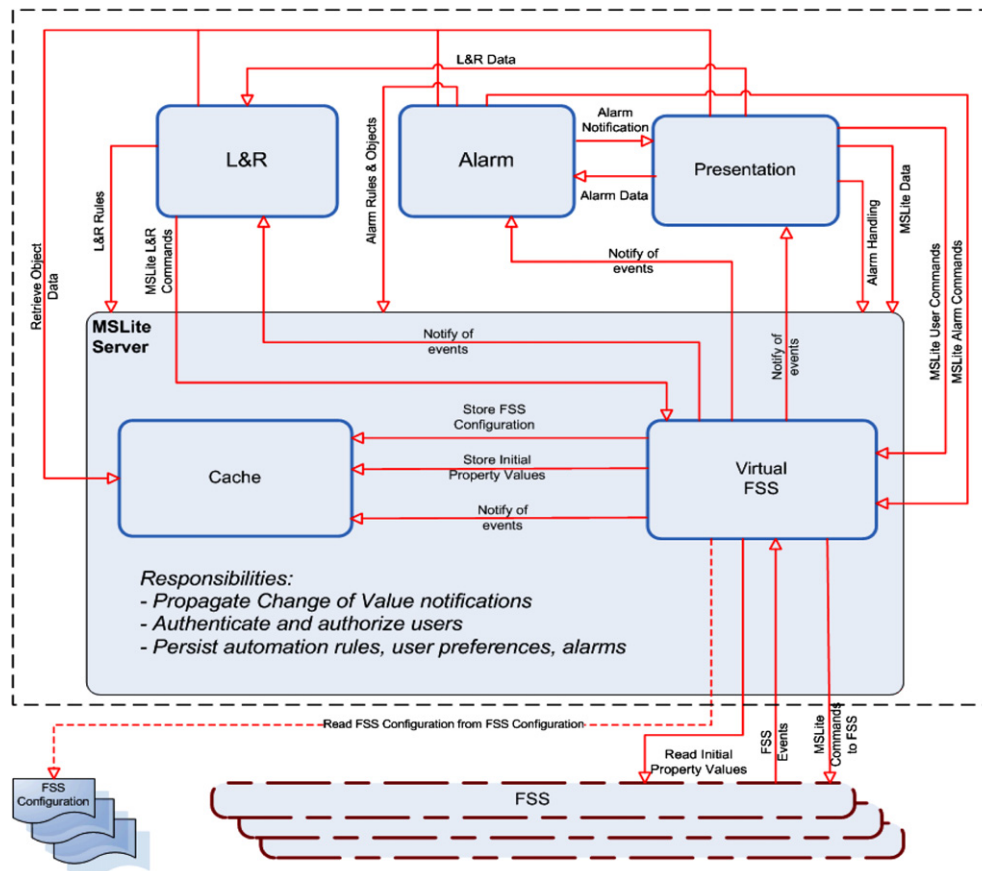 L&R Data
L&R
Alarm
Alarm
Notification
Alarm Data
Presentation
L&R Rules
MSLite L&R
Commands
Alarm Rules & Objects
Notify of
events
Alarm Handling
MSLite Data
MSLite User Commands
MSLite Alarm Commands
Retrieve Object
Data
MSLite
Server
Notify of
events
Notify of
events
Store FSS
Configuration
Cache
Store Initial
Property Values
Virtual
FSS
Notify of
events
Responsibilities:
- Propagate Change of Value notifications
- Authenticate and authorize users
- Persist automation rules, user preferences, alarms
Read FSS Configuration from FSS Configuration
Read Initial
Property Values
FSS
Events
MSLite
Commands
to FSS
FSS
Configuration
FSS